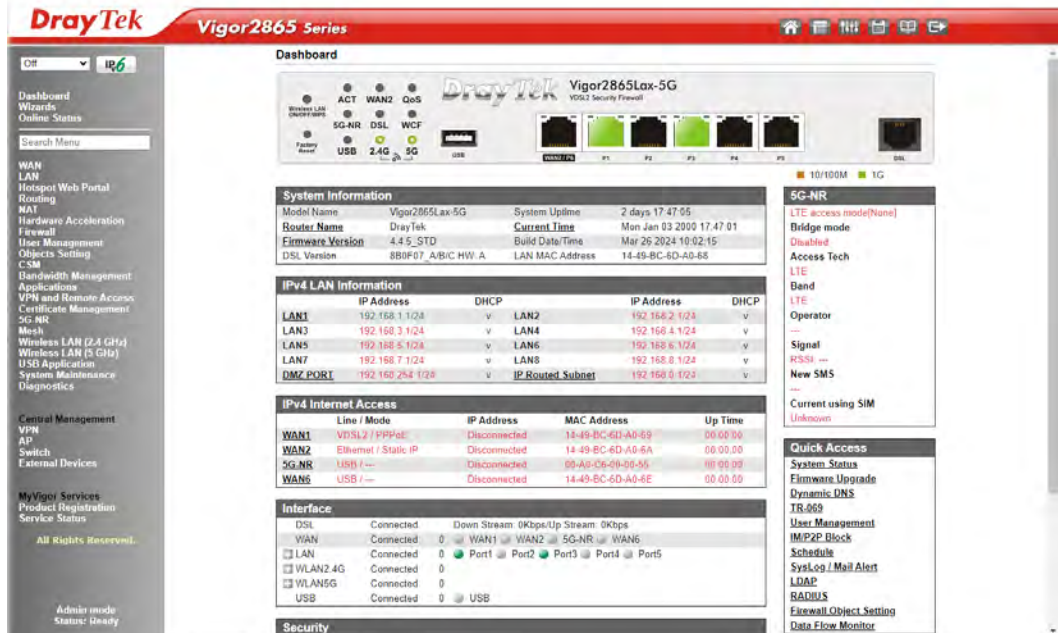 DrayTek
Vigor2865 Series
Off
IPv6
Dashboard
Wizards
Online Status
Search Menu
WAN
LAN
Hotspot Web Portal
Routing
NAT
Hardware Acceleration
Firewall
User Management
Objects Setting
CSM
Bandwidth Management
Applications
VPN and Remote Access
Certificate Management
5G-NR
Mesh
Wireless LAN (2.4 GHz)
Wireless LAN (5 GHz)
USB Application
System Maintenance
Diagnostics
Central Management
VPN
AP
Switch
External Devices
MyVigor Services
Product Registration
Service Status
All Rights Reserved.
Admin mode
Status: Ready
Dashboard
Wireless LAN
ON/OFF/WPS
ACT WAN2 QoS
5G-NR DSL WCF
Factory
Reset
USB 2.4G 5G
USB
DrayTek
Vigor2865Lax-5G
VDSL2 Security Firewall
WAN2 / P6 P1 P2 P3 P4 P5
DSL
10/100M 1G
System Information
Model Name Vigor2865Lax-5G System Uptime 2 days 17:47:05
Router Name DrayTek Current Time Mon Jan 03 2000 17:47:01
Firmware Version 4.4.5_STD Build Date/Time Mar 26 2024 10:02:15
DSL Version 8B0F07_A/B/C HW: A LAN MAC Address 14-49-BC-6D-A0-68
IPv4 LAN Information
IP Address DHCP IP Address DHCP
LAN1 192.168.1.1/24 v LAN2 192.168.2.1/24 v
LAN3 192.168.3.1/24 v LAN4 192.168.4.1/24 v
LAN5 192.168.5.1/24 v LAN6 192.168.6.1/24 v
LAN7 192.168.7.1/24 v LAN8 192.168.8.1/24 v
DMZ PORT 192.168.254.1/24 v IP Routed Subnet 192.168.0.1/24 v
IPv4 Internet Access
Line / Mode IP Address MAC Address Up Time
WAN1 VDSL2 / PPPoE Disconnected 14-49-BC-6D-A0-69 00:00:00
WAN2 Ethernet / Static IP Disconnected 14-49-BC-6D-A0-6A 00:00:00
5G-NR USB / --- Disconnected 00-A0-C6-00-00-55 00:00:00
WAN6 USB / --- Disconnected 14-49-BC-6D-A0-6E 00:00:00
Interface
DSL Connected Down Stream: 0Kbps/Up Stream: 0Kbps
WAN Connected 0 WAN1 WAN2 5G-NR WAN6
LAN Connected 0 Port1 Port2 Port3 Port4 Port5
WLAN2.4G Connected 0
WLAN5G Connected 0
USB Connected 0 USB
Security
5G-NR
LTE access mode[None]
Bridge mode
Disabled
Access Tech
LTE
Band
LTE
Operator
---
Signal
RSSI: ---
New SMS
---
Current using SIM
Unknown
Quick Access
System Status
Firmware Upgrade
Dynamic DNS
TR-069
User Management
IM/P2P Block
Schedule
SysLog / Mail Alert
LDAP
RADIUS
Firewall Object Setting
Data Flow Monitor